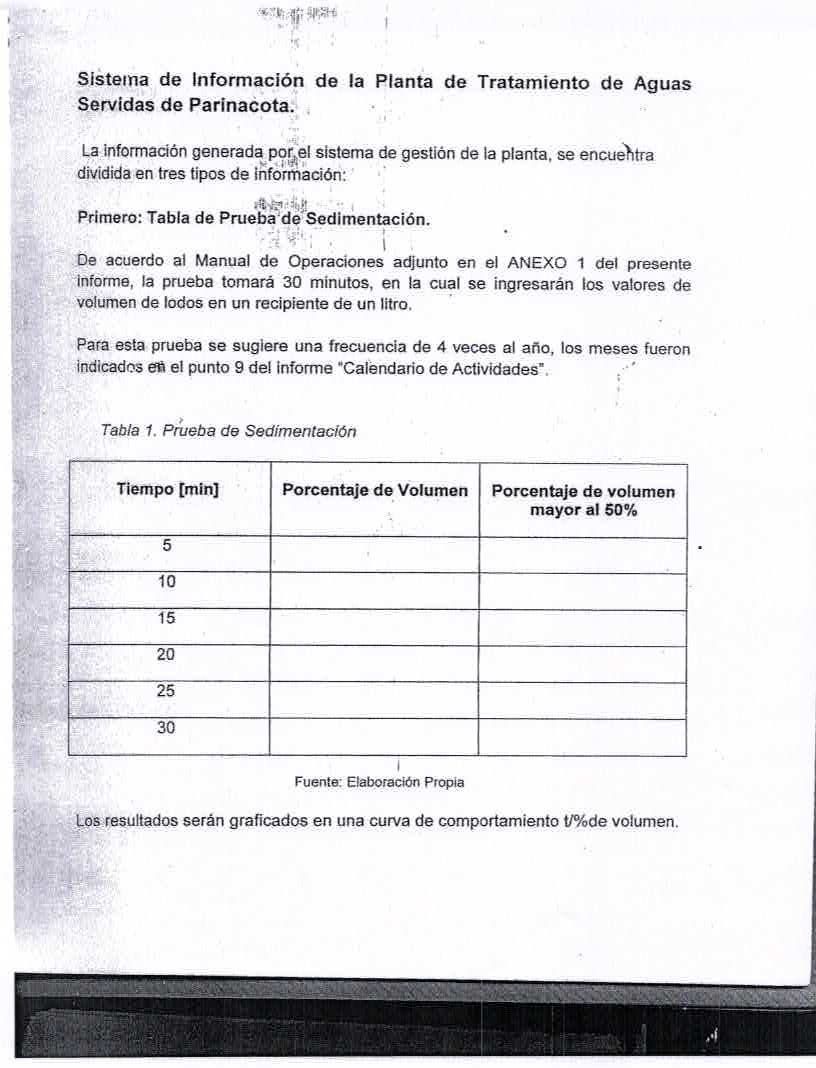 Sistema de Información de la Planta de Tratamiento de Aguas
Servidas de Parinacota.
La información generada por el sistema de gestión de la planta, se encuentra
dividida en tres tipos de información:
Primero: Tabla de Prueba de Sedimentación.
De acuerdo al Manual de Operaciones adjunto en el ANEXO 1 del presente
informe, la prueba tomará 30 minutos, en la cual se ingresarán los valores de
volumen de lodos en un recipiente de un litro.
Para esta prueba se sugiere una frecuencia de 4 veces al año, los meses fueron
indicados en el punto 9 del informe "Calendario de Actividades".
Tabla 1. Prueba de Sedimentación
Tiempo [min] Porcentaje de Volumen Porcentaje de volumen
mayor al 50%
5
10
15
20
25
30
Fuente: Elaboración Propia
Los resultados serán graficados en una curva de comportamiento t/%de volumen.